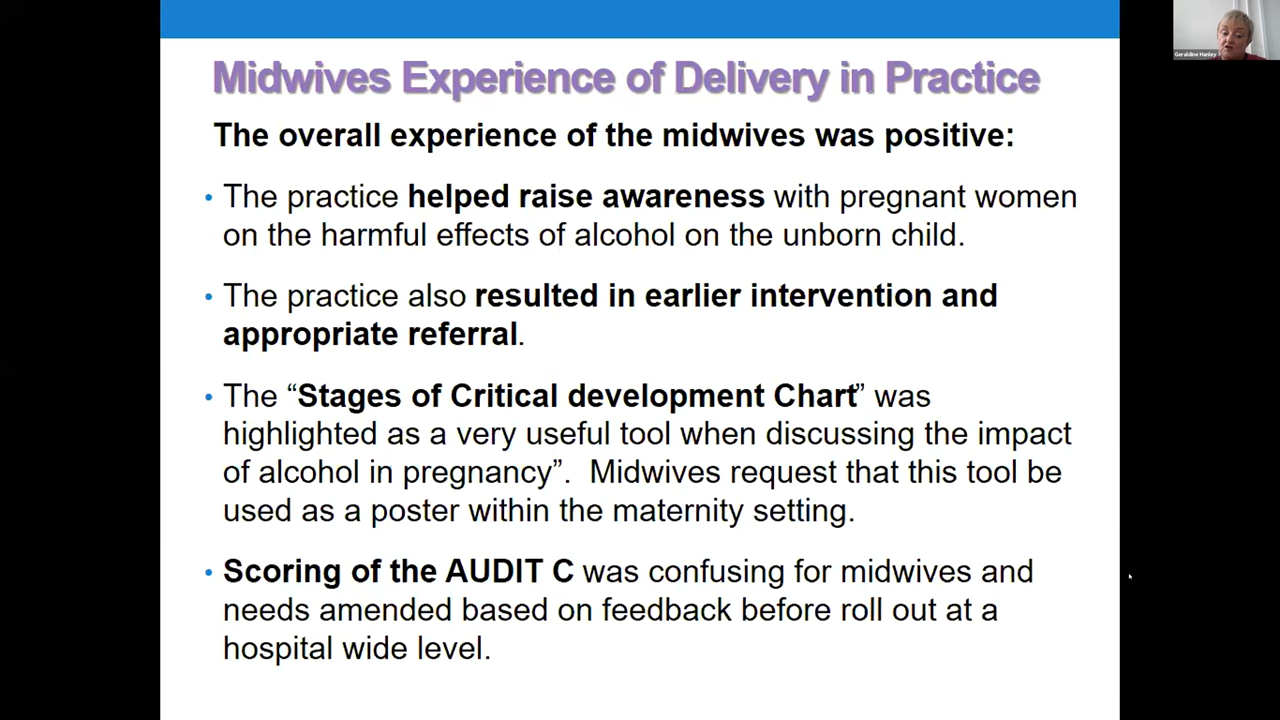 Geraldine Hanley
Midwives Experience of Delivery in Practice
The overall experience of the midwives was positive:
• The practice helped raise awareness with pregnant women
on the harmful effects of alcohol on the unborn child.
• The practice also resulted in earlier intervention and
appropriate referral.
• The “Stages of Critical development Chart” was
highlighted as a very useful tool when discussing the impact
of alcohol in pregnancy”.  Midwives request that this tool be
used as a poster within the maternity setting.
• Scoring of the AUDIT C was confusing for midwives and
needs amended based on feedback before roll out at a
hospital wide level.